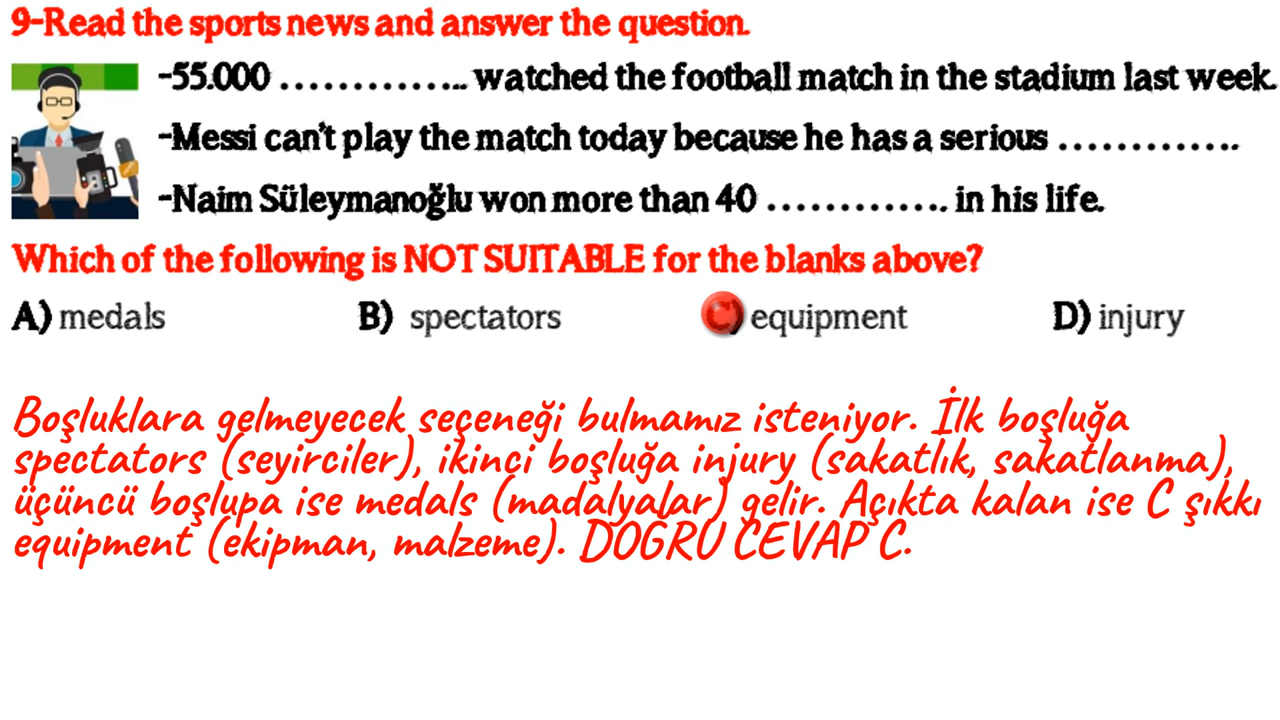 9-Read the sports news and answer the question.
-55.000 ………….. watched the football match in the stadium last week.
-Messi can't play the match today because he has a serious ………….
-Naim Süleymanoğlu won more than 40 …………. in his life.
Which of the following is NOT SUITABLE for the blanks above?
A) medals B) spectators C) equipment D) injury
Boşluklara gelmeyecek seçeneği bulmamız isteniyor. İlk boşluğa
spectators (seyirciler), ikinci boşluğa injury (sakatlık, sakatlanma),
üçüncü boşlupa ise medals (madalyalar) gelir. Açıkta kalan ise C şıkkı
equipment (ekipman, malzeme). DOĞRU CEVAP C.